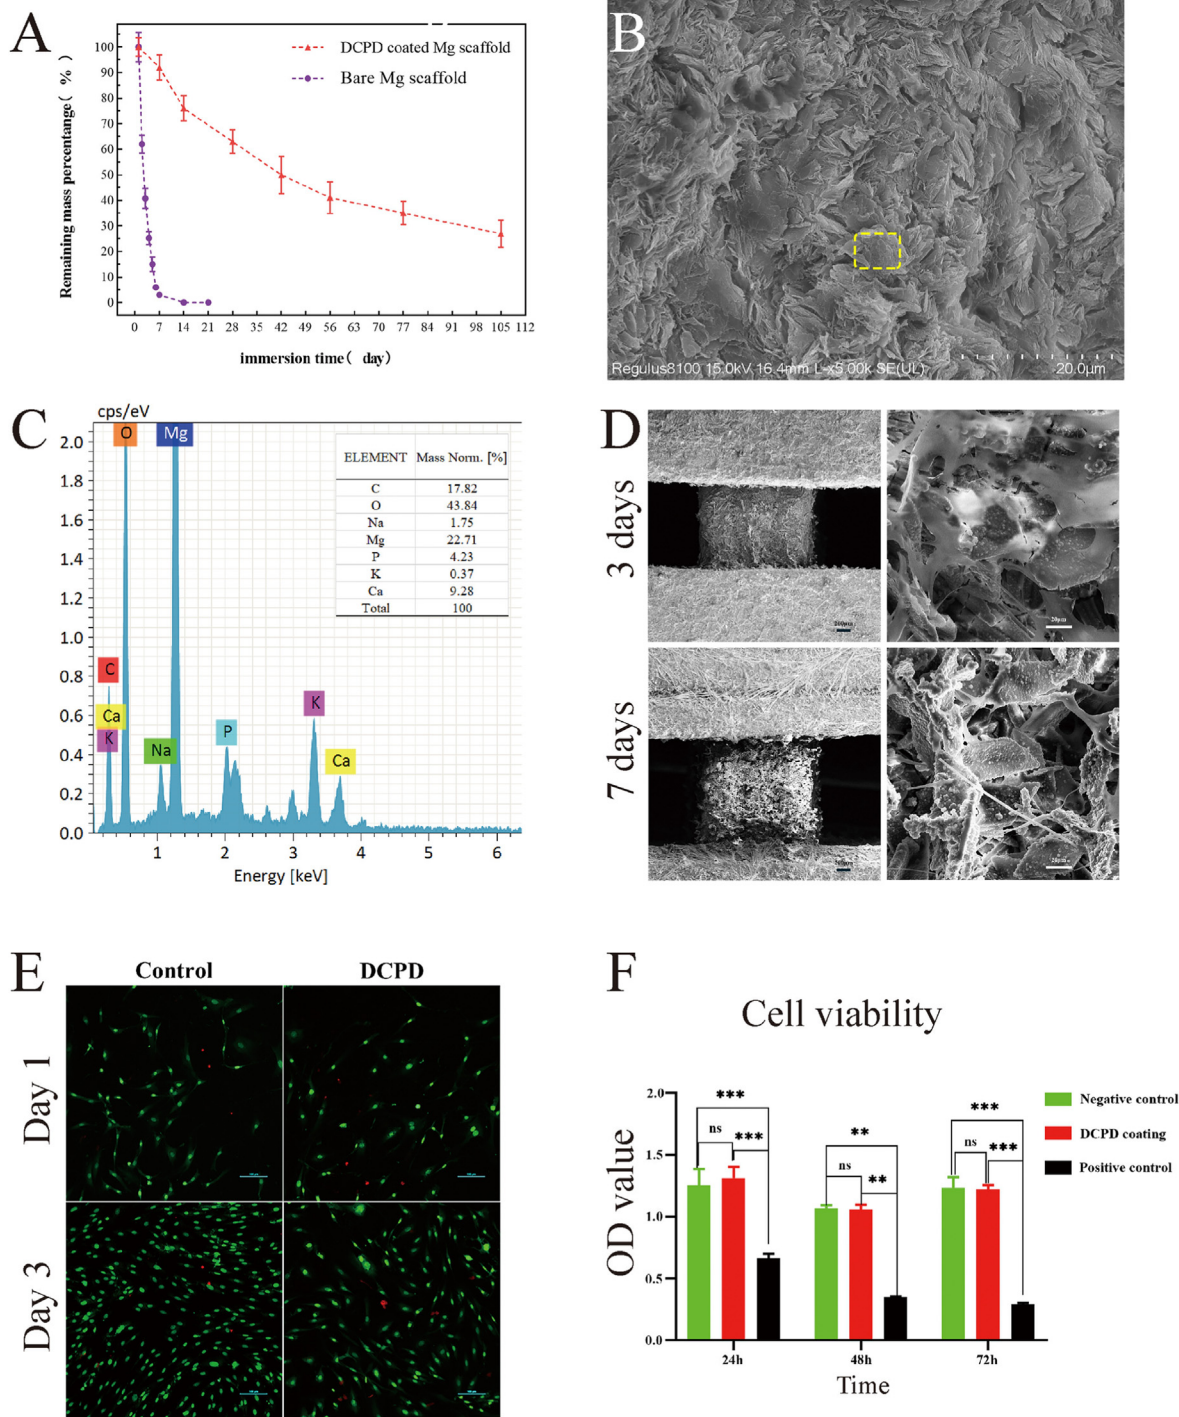 A
DCPD coated Mg scaffold
Bare Mg scaffold
Remaining mass percentange( % )
100
90
80
70
60
50
40
30
20
10
0
0 7 14 21 28 35 42 49 56 63 70 77 84 91 98 105 112
immersion time( day)
B
Regulus8100 15.0kV 16.4mm L-x5.00k SE(UL)
20.0μm
C
cps/eV
O
Mg
2.0
1.8
1.6
1.4
1.2
1.0
0.8
0.6
0.4
0.2
0.0
ELEMENT Mass Norm. [%]
C 17.82
O 43.84
Na 1.75
Mg 22.71
P 4.23
K 0.37
Ca 9.28
Total 100
C
Ca
K
Na
P
K
Ca
1 2 3 4 5 6
Energy [keV]
D
3 days
200μm
20μm
7 days
20μm
E
Control
DCPD
Day 1
Day 3
F
Cell viability
OD value
2.0
1.5
1.0
0.5
0.0
***
ns
***
**
ns
**
***
ns
***
Negative control
DCPD coating
Positive control
24h 48h 72h
Time